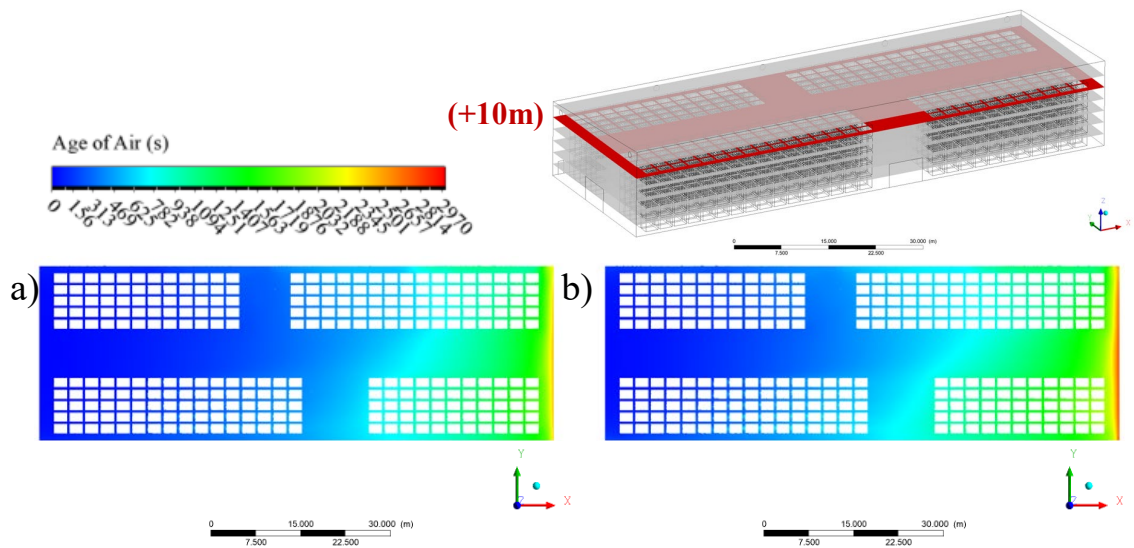 (+10m)
Age of Air (s)
0 156 313 469 625 782 938 1094 1251 1407 1563 1719 1876 2032 2188 2345 2501 2657 2814 2970
0 15.000 30.000 (m)
7.500 22.500
Z
Y
X
a)
b)
Y
Z
X
Y
Z
X
0 15.000 30.000 (m)
7.500 22.500
0 15.000 30.000 (m)
7.500 22.500